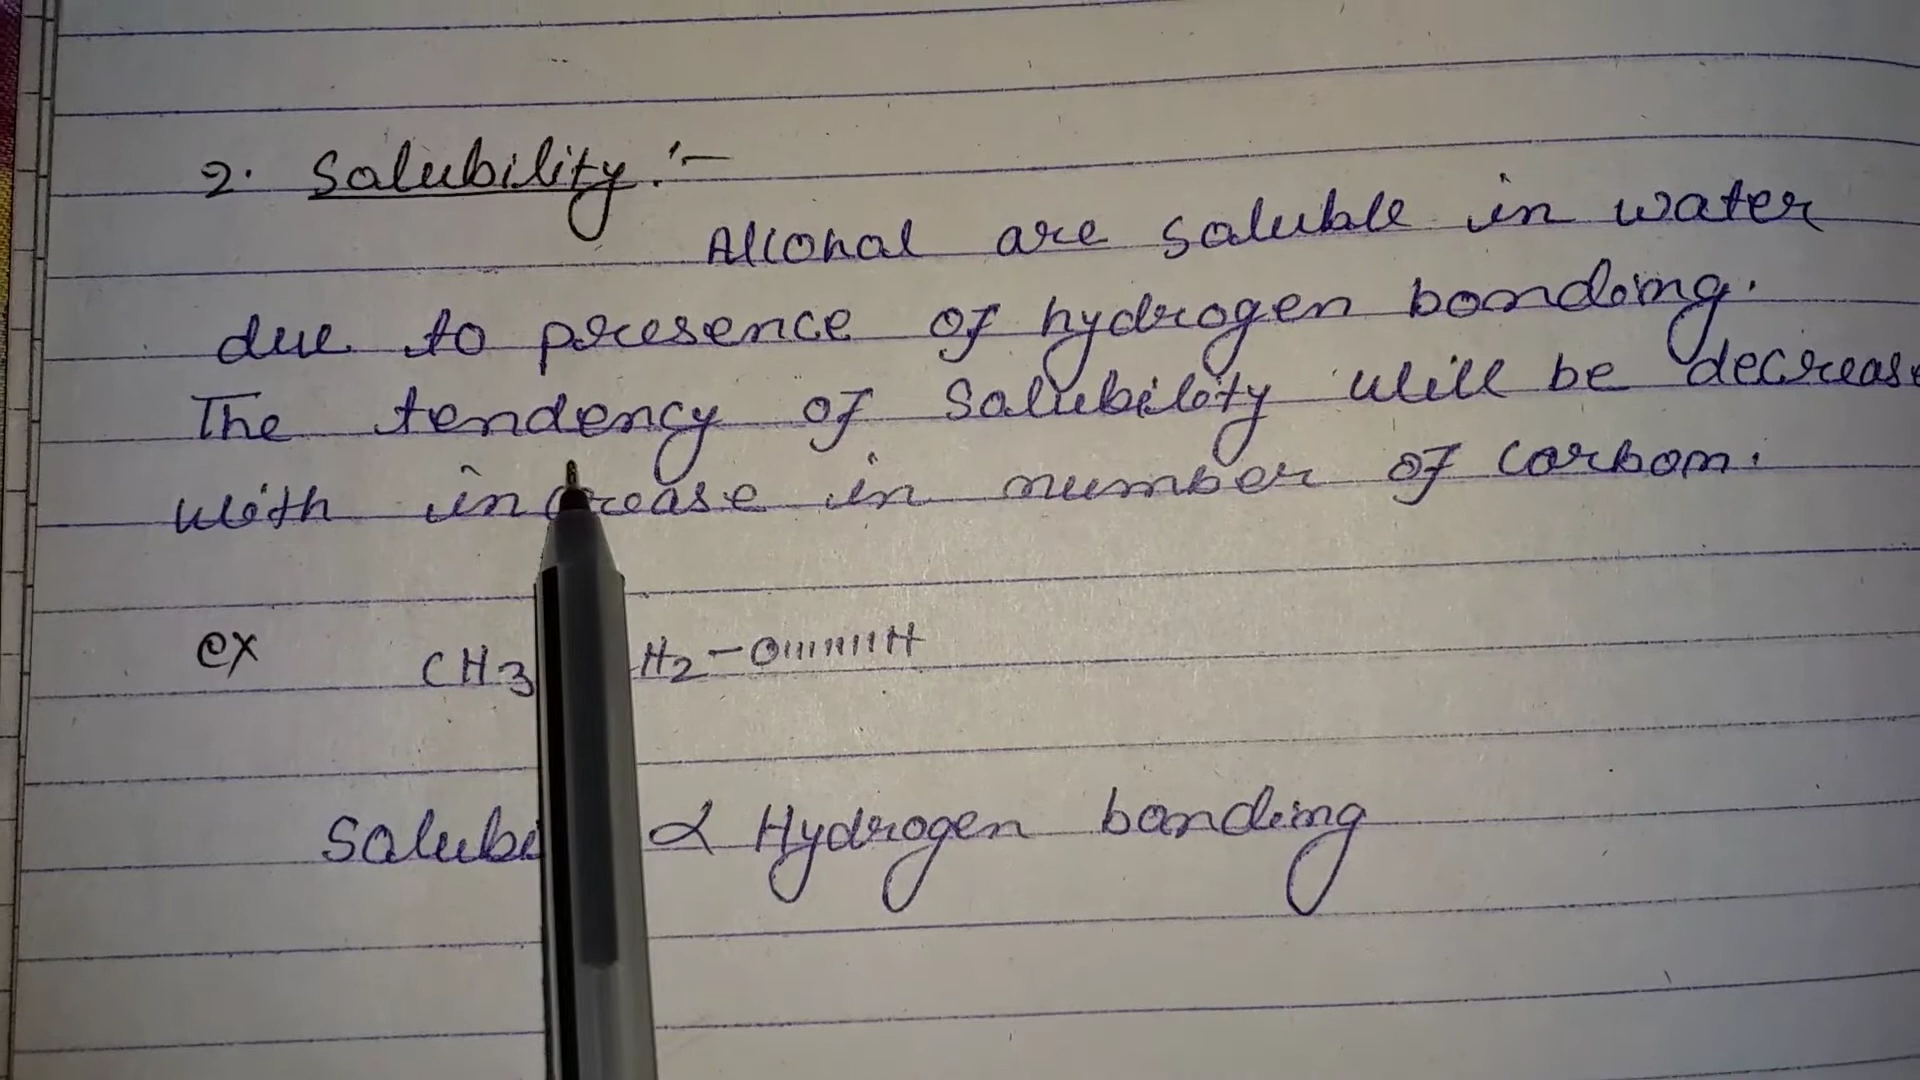 2. Solubility :-
Alcohal are soluble in water
due to presence of hydrogen bonding.
The tendency of Solubility will be decrease
with increase in number of carbon.
ex CH3 H2-O H
Solubi ∝ Hydrogen bonding